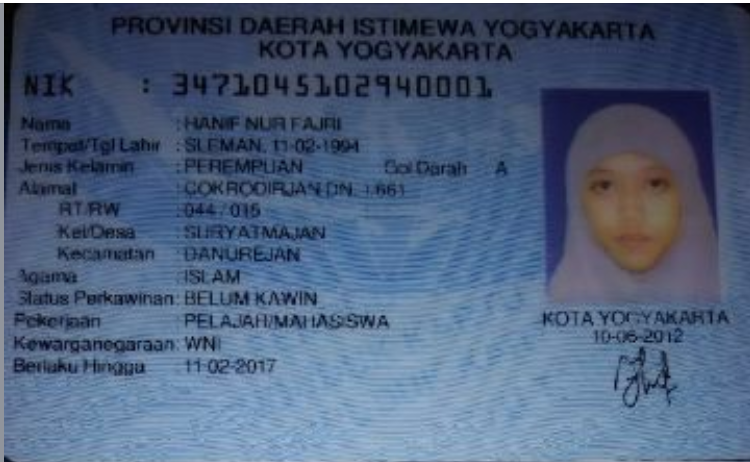 PROVINSI DAERAH ISTIMEWA YOGYAKARTA
KOTA YOGYAKARTA
NIK : 3471045102940001
Nama : HANIF NUR FAJRI
Tempat/Tgl Lahir : SLEMAN, 11-02-1994
Jenis Kelamin : PEREMPUAN Gol Darah A
Alamat : COKRODIRJAN DN. 1/661
RT/RW : 044 / 015
Kel/Desa : SURYATMAJAN
Kecamatan : DANUREJAN
Agama : ISLAM
Status Perkawinan: BELUM KAWIN
Pekerjaan : PELAJAR/MAHASISWA
Kewarganegaraan: WNI
Berlaku Hingga : 11-02-2017
KOTA YOGYAKARTA
10-06-2012